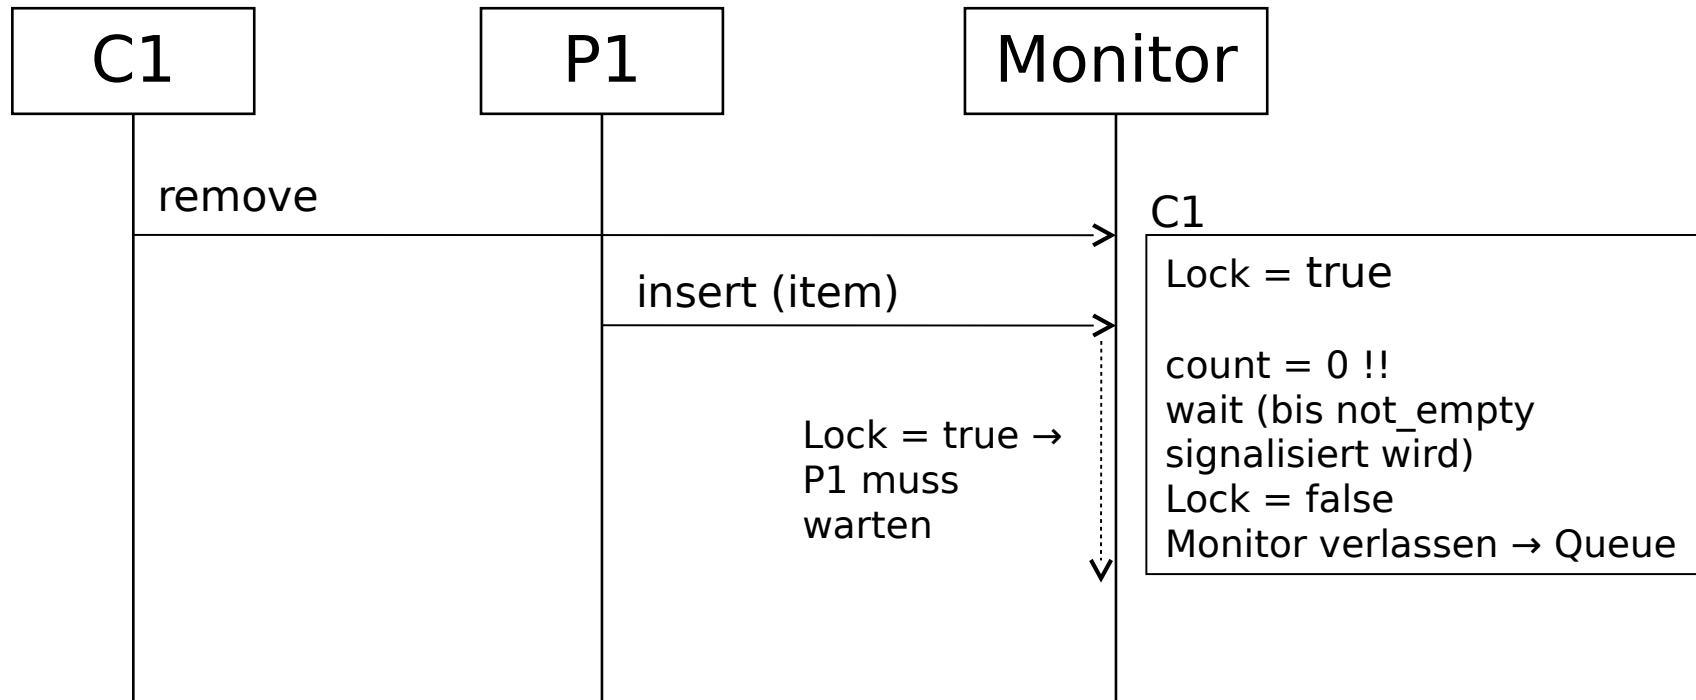 C1
P1
Monitor
remove
C1
Lock = true
insert (item)
count = 0 !!
wait (bis not_empty
signalisiert wird)
Lock = false
Monitor verlassen → Queue
Lock = true →
P1 muss
warten